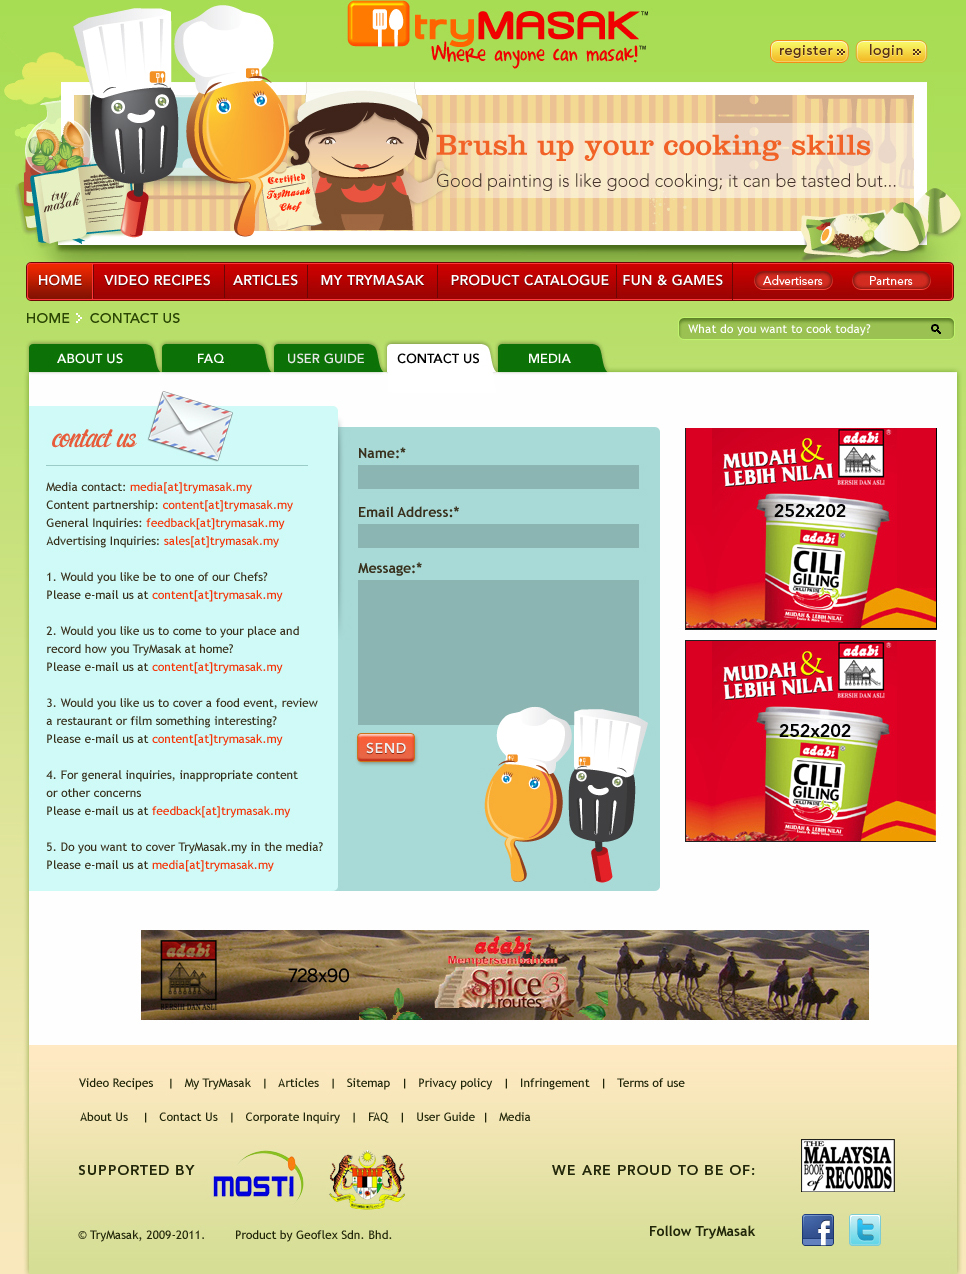 tryMASAK™
Where anyone can masak!™
register
login
Brush up your cooking skills
Good painting is like good cooking; it can be tasted but...
try
masak
Certified
TryMasak
Chef
HOME
VIDEO RECIPES
ARTICLES
MY TRYMASAK
PRODUCT CATALOGUE
FUN & GAMES
Advertisers
Partners
HOME > CONTACT US
What do you want to cook today?
ABOUT US
FAQ
USER GUIDE
CONTACT US
MEDIA
contact us
Media contact: media[at]trymasak.my
Content partnership: content[at]trymasak.my
General Inquiries: feedback[at]trymasak.my
Advertising Inquiries: sales[at]trymasak.my
1. Would you like be to one of our Chefs?
Please e-mail us at content[at]trymasak.my
2. Would you like us to come to your place and
record how you TryMasak at home?
Please e-mail us at content[at]trymasak.my
3. Would you like us to cover a food event, review
a restaurant or film something interesting?
Please e-mail us at content[at]trymasak.my
4. For general inquiries, inappropriate content
or other concerns
Please e-mail us at feedback[at]trymasak.my
5. Do you want to cover TryMasak.my in the media?
Please e-mail us at media[at]trymasak.my
Name:*
Email Address:*
Message:*
SEND
MUDAH &
LEBIH NILAI
adabi
®
BERSIH DAN ASLI
252x202
adabi
CILI
GILING
CHILLI PASTE
MUDAH & LEBIH NILAI
MUDAH &
LEBIH NILAI
adabi
®
BERSIH DAN ASLI
252x202
adabi
CILI
GILING
CHILLI PASTE
MUDAH & LEBIH NILAI
adabi
BERSIH DAN ASLI
728x90
adabi
Mempersembahkan
Spice 3
routes
Video Recipes | My TryMasak | Articles | Sitemap | Privacy policy | Infringement | Terms of use
About Us | Contact Us | Corporate Inquiry | FAQ | User Guide | Media
SUPPORTED BY
MOSTI
WE ARE PROUD TO BE OF:
THE
MALAYSIA
BOOK of RECORDS
© TryMasak, 2009-2011.
Product by Geoflex Sdn. Bhd.
Follow TryMasak
f
t